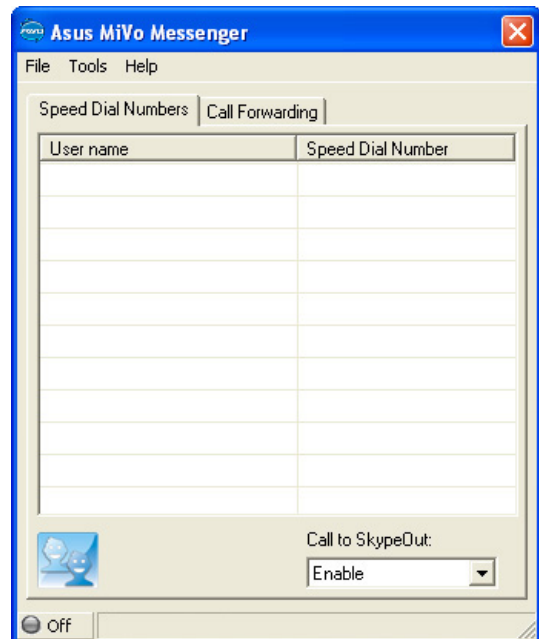 Asus MiVo Messenger
File Tools Help
Speed Dial Numbers Call Forwarding
User name Speed Dial Number
Call to SkypeOut:
Enable
Off